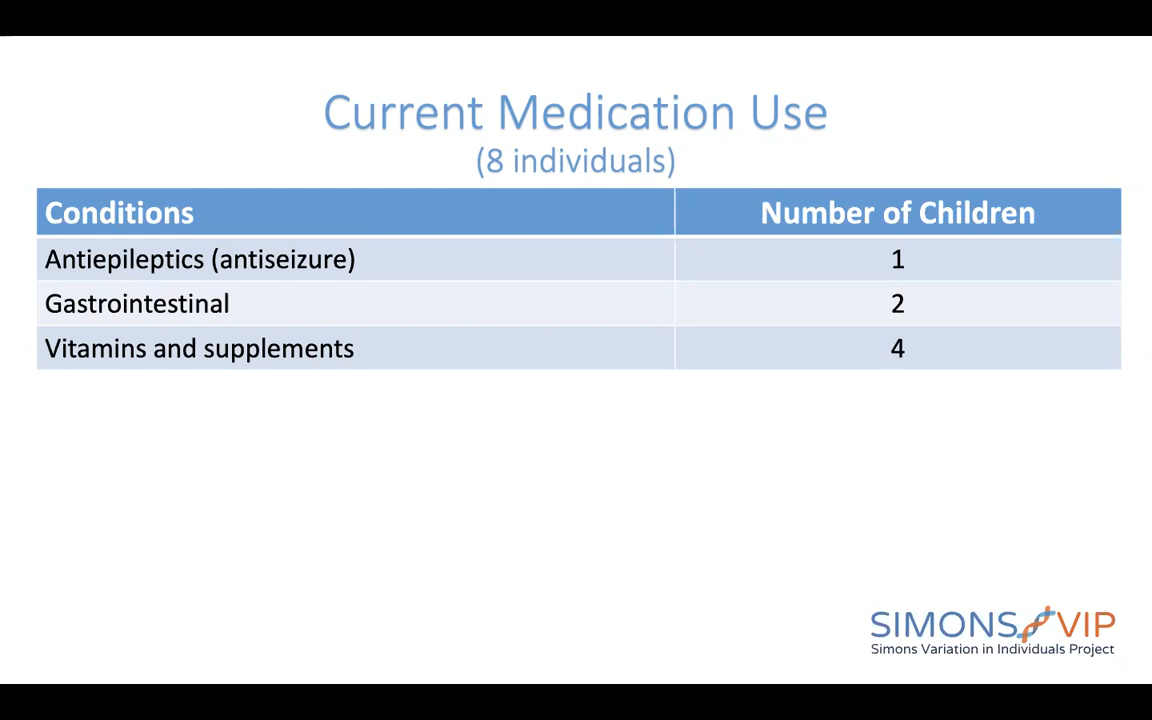 Current Medication Use
(8 individuals)
Conditions Number of Children
Antiepileptics (antiseizure) 1
Gastrointestinal 2
Vitamins and supplements 4
SIMONS VIP
Simons Variation in Individuals Project